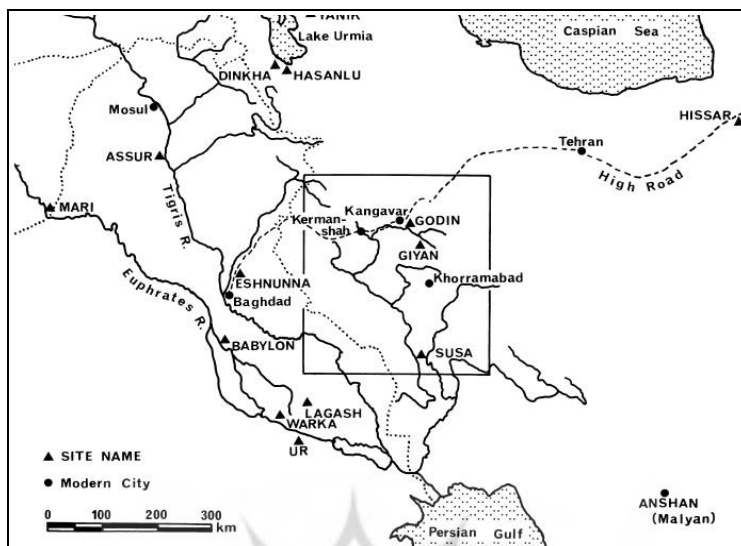 Lake Urmia
Caspian Sea
DINKHA
HASANLU
Mosul
HISSAR
Tehran
ASSUR
High Road
MARI
Tigris R.
Kangavar
Kerman-
shah
GODIN
GIYAN
Euphrates R.
ESHNUNNA
Khorramabad
Baghdad
BABYLON
SUSA
LAGASH
WARKA
UR
▲ SITE NAME
● Modern City
ANSHAN
(Malyan)
0 100 200 300
km
Persian Gulf